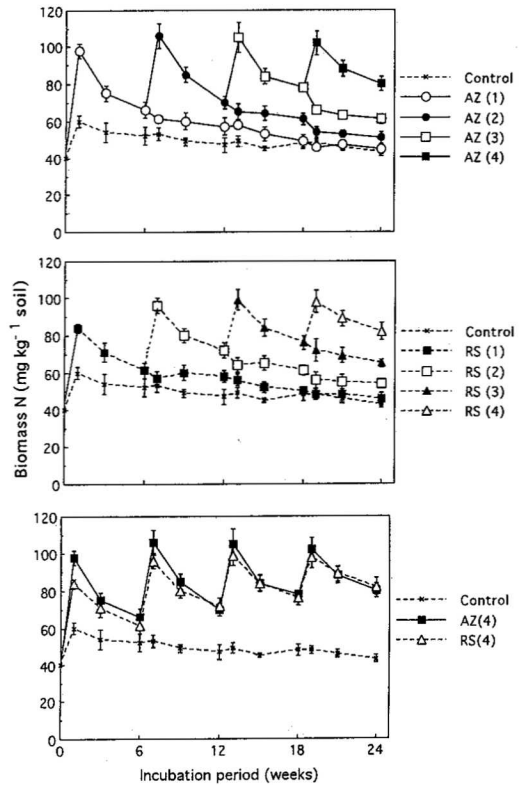 120
100
80
60
40
20
0
Control
AZ (1)
AZ (2)
AZ (3)
AZ (4)
Biomass N (mg kg⁻¹ soil)
120
100
80
60
40
20
0
Control
RS (1)
RS (2)
RS (3)
RS (4)
120
100
80
60
40
20
0
Control
AZ(4)
RS(4)
0 6 12 18 24
Incubation period (weeks)